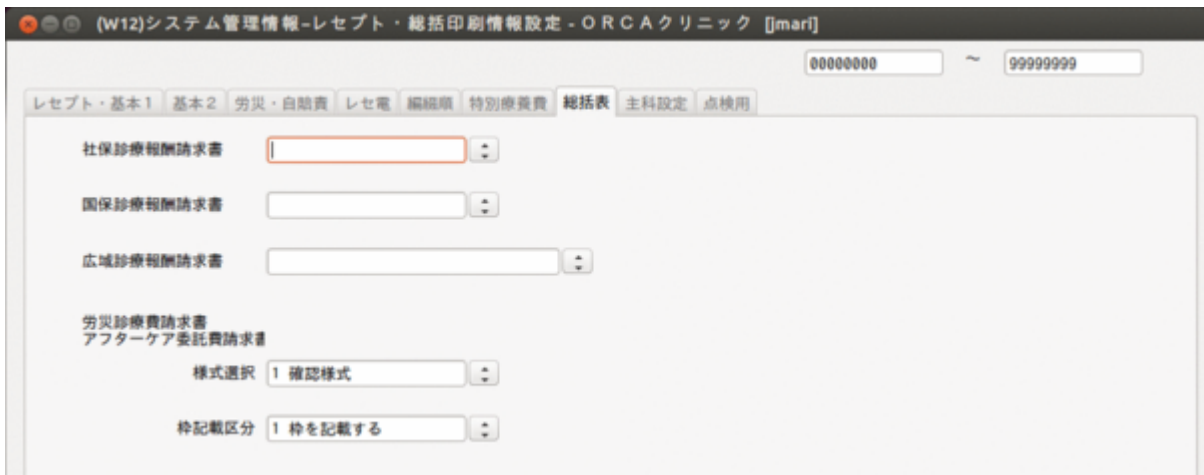 (W12)システム管理情報–レセプト・総括印刷情報設定 - ORCAクリニック [jmari]
00000000 ~ 99999999
レセプト・基本1 基本2 労災・自賠責 レセ電 編綴順 特別療養費 総括表 主科設定 点検用
社保診療報酬請求書
国保診療報酬請求書
広域診療報酬請求書
労災診療費請求書
アフターケア委託費請求書
様式選択 1 確認様式
枠記載区分 1 枠を記載する